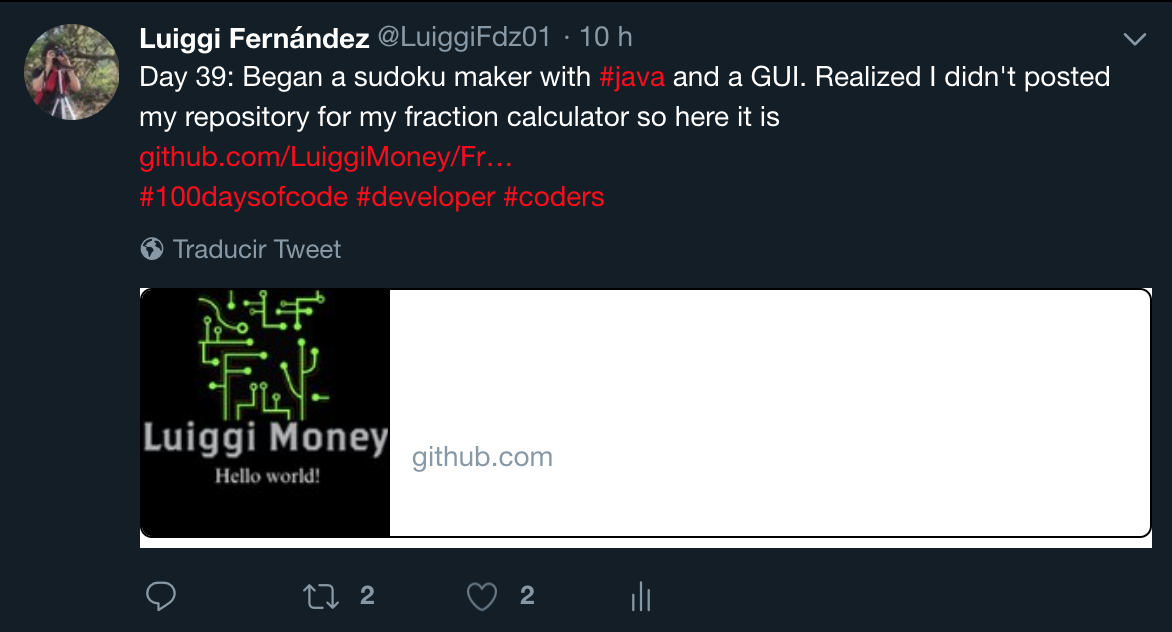 Luiggi Fernández @LuiggiFdz01 · 10 h
Day 39: Began a sudoku maker with #java and a GUI. Realized I didn't posted
my repository for my fraction calculator so here it is
github.com/LuiggiMoney/Fr…
#100daysofcode #developer #coders
Traducir Tweet
Luiggi Money
Hello world!
github.com
2 2